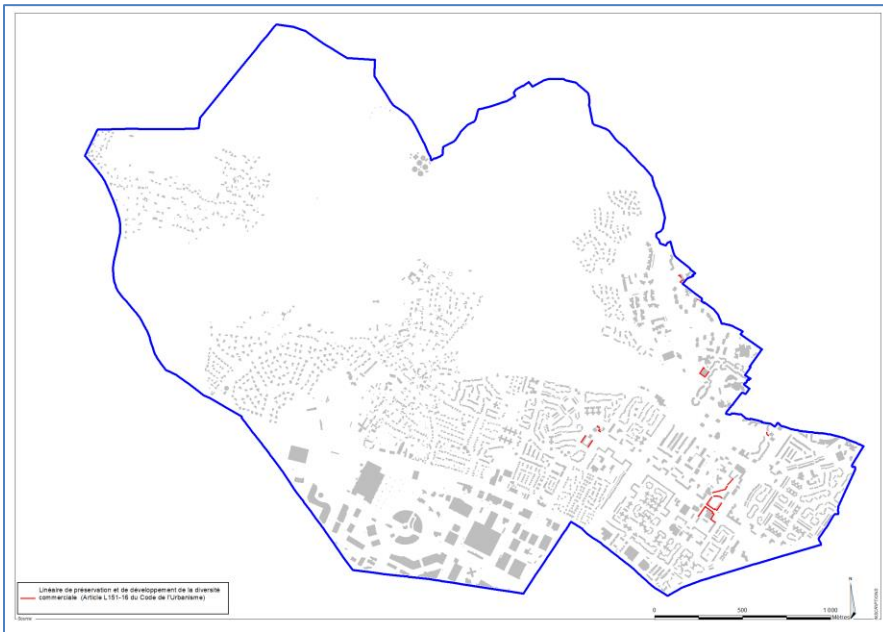 Linéaire de préservation et de développement de la diversité
commerciale (Article L151-16 du Code de l'Urbanisme)
N
0 500 1 000
Mètres